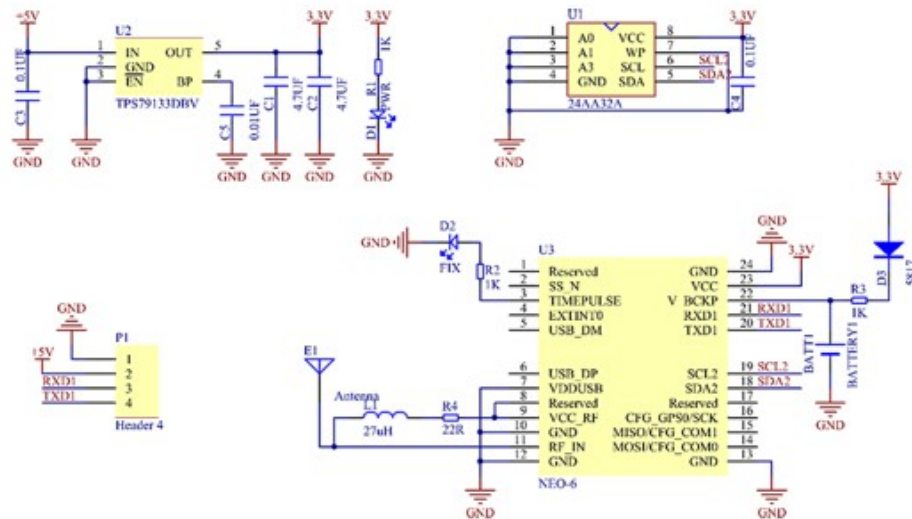 +5V
U2
1 IN OUT 5
2 GND
3 EN BP 4
TPS79133DBV
0.1UF
C3
GND
GND
C5
0.01UF
GND
C1
4.7UF
GND
3.3V
C2
4.7UF
GND
3.3V
1K
R1
PWR
D1
GND
U1
1 A0 VCC 8
2 A1 WP 7
3 A3 SCL 6 SCL2
4 GND SDA 5 SDA2
24AA32A
3.3V
0.1UF
C4
GND
3.3V
D3
SS17
GND
D2
FIX
R2
1K
U3
1 Reserved GND 24
2 SS_N VCC 23
3 TIMEPULSE V_BCKP 22
4 EXTINT0 RXD1 21 RXD1
5 USB_DM TXD1 20 TXD1
6 USB_DP SCL2 19 SCL2
7 VDDUSB SDA2 18 SDA2
8 Reserved Reserved 17
9 VCC_RF CFG_GPS0/SCK 16
10 GND MISO/CFG_COM1 15
11 RF_IN MOSI/CFG_COM0 14
12 GND GND 13
NEO-6
GND
3.3V
R3
1K
BATT1
BATTERY1
GND
GND
GND
E1
Antenna
L1
27uH
R4
22R
GND
+5V
RXD1
TXD1
P1
1
2
3
4
Header 4